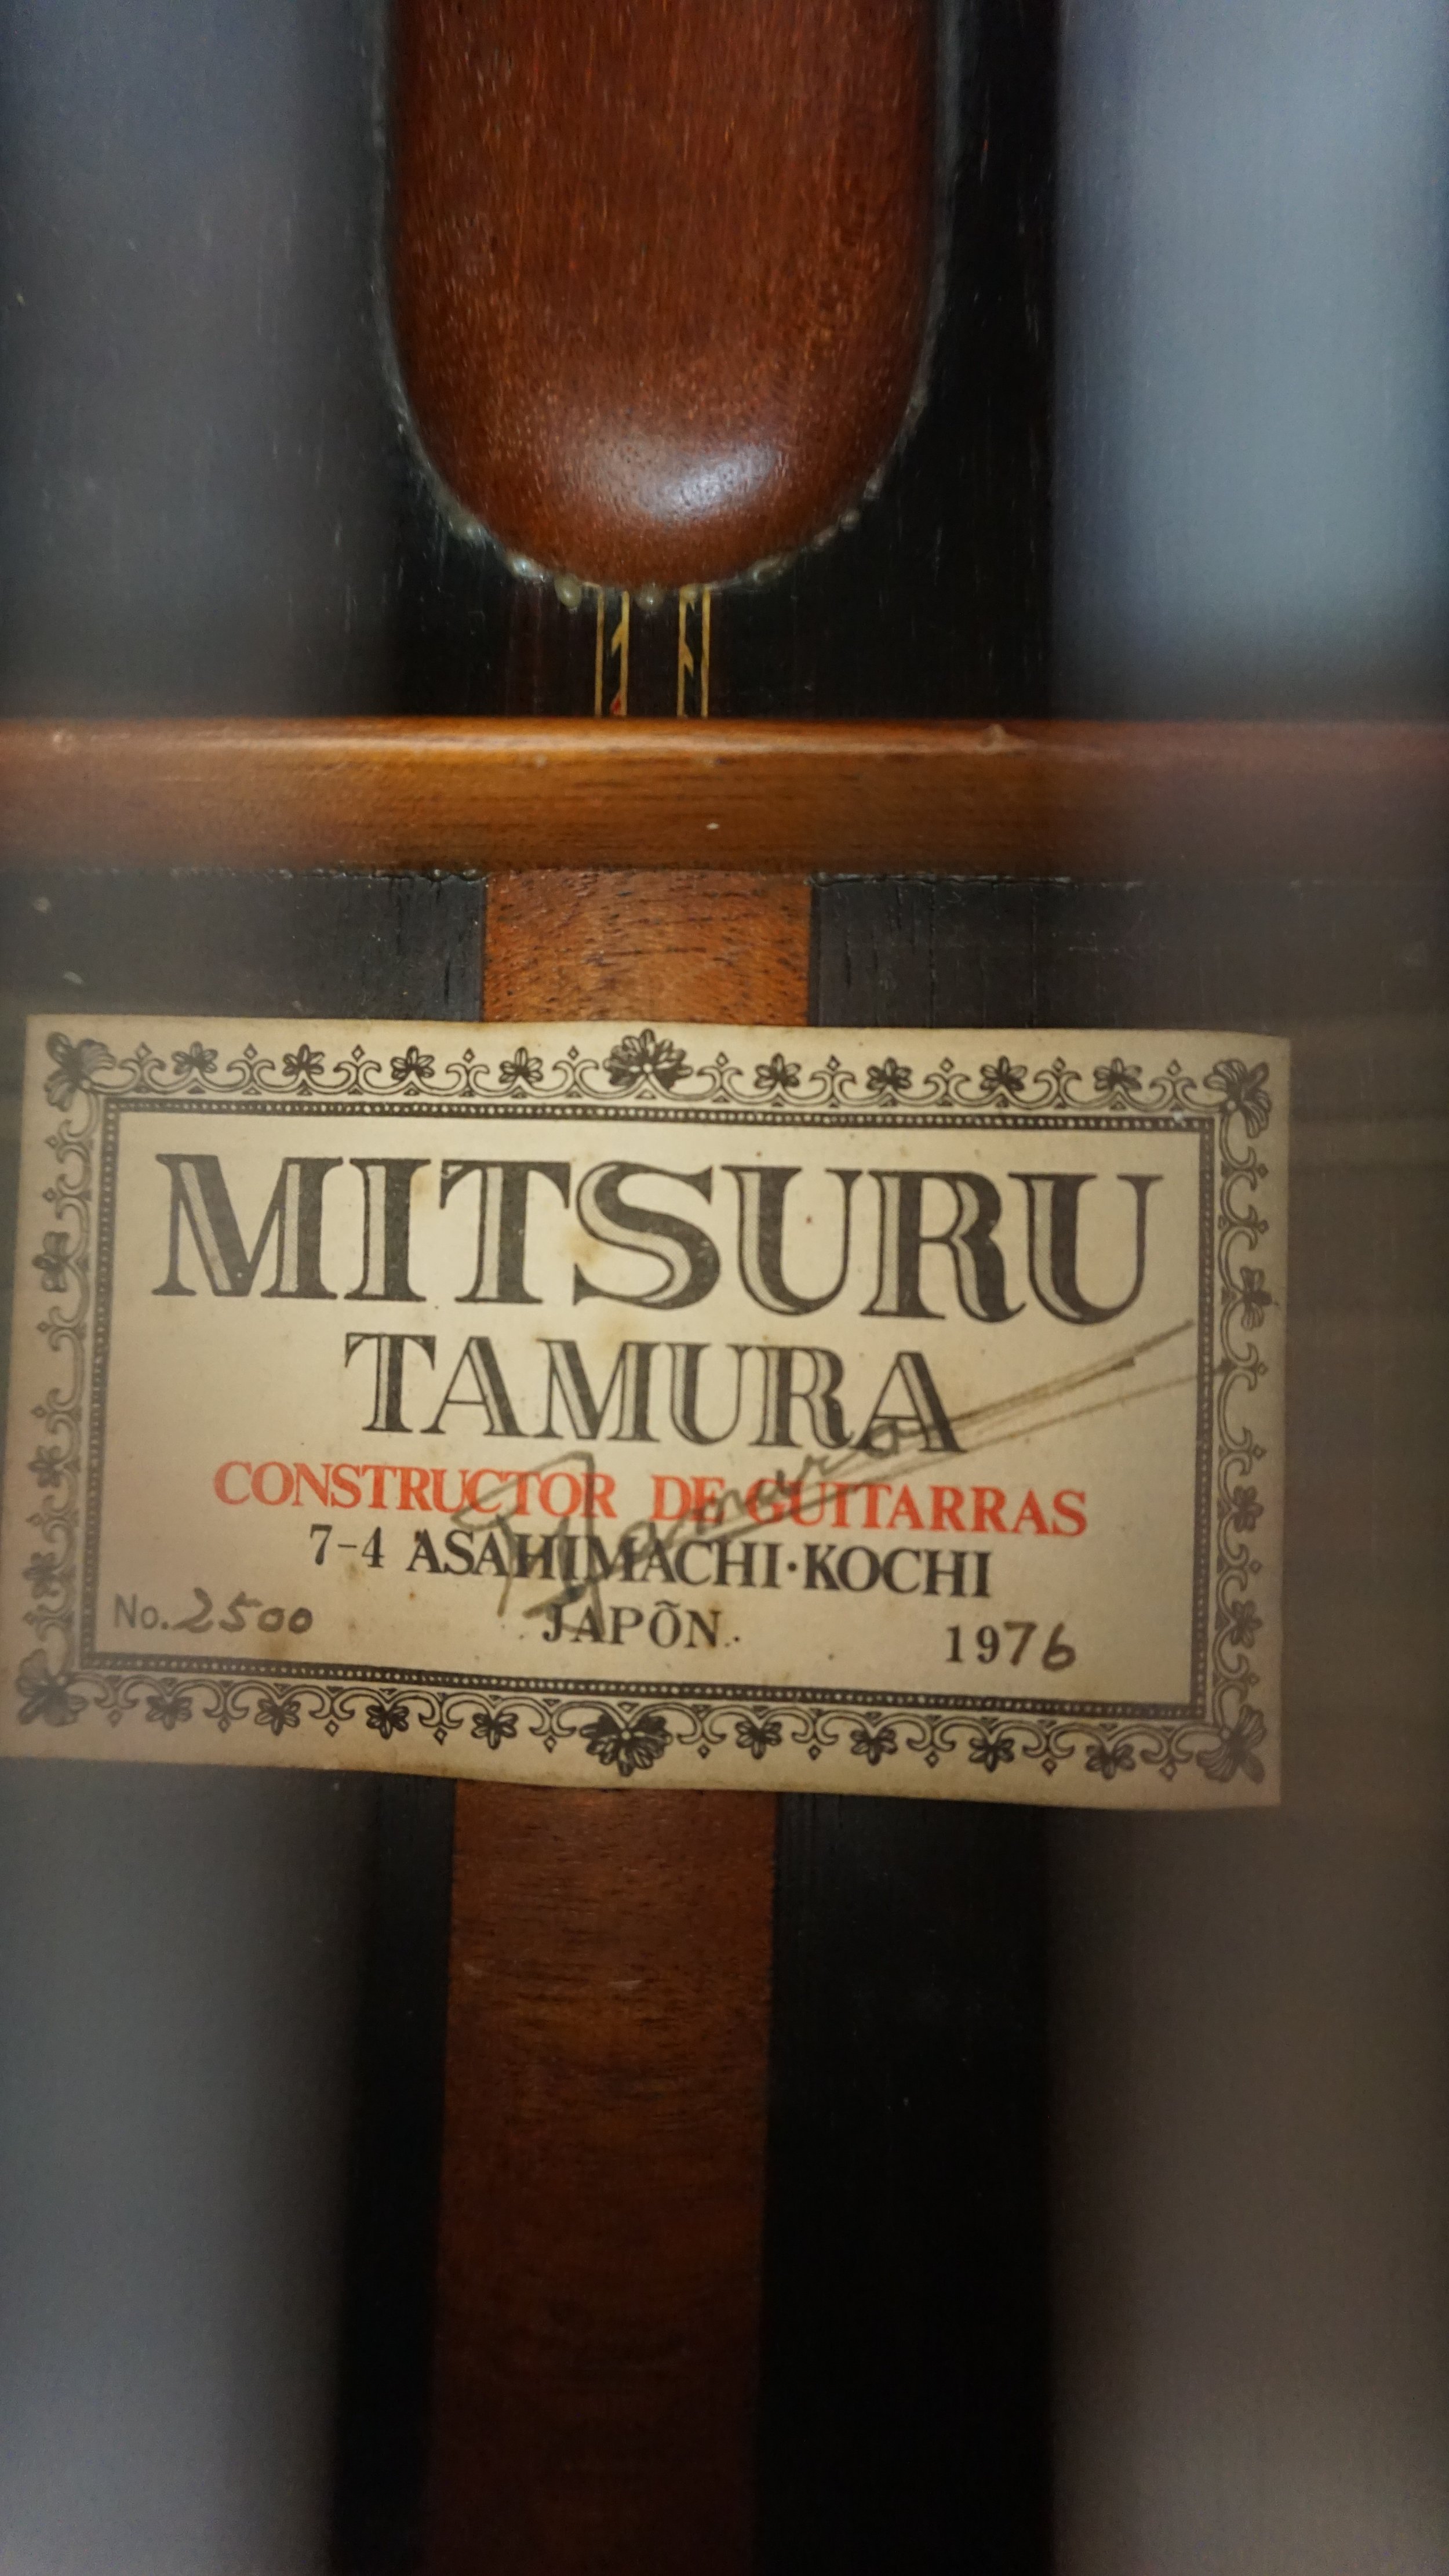 MITSURU
TAMURA
CONSTRUCTOR DE GUITARRAS
7-4 ASAHIMACHI·KOCHI
No. 2500 JAPÕN. 1976